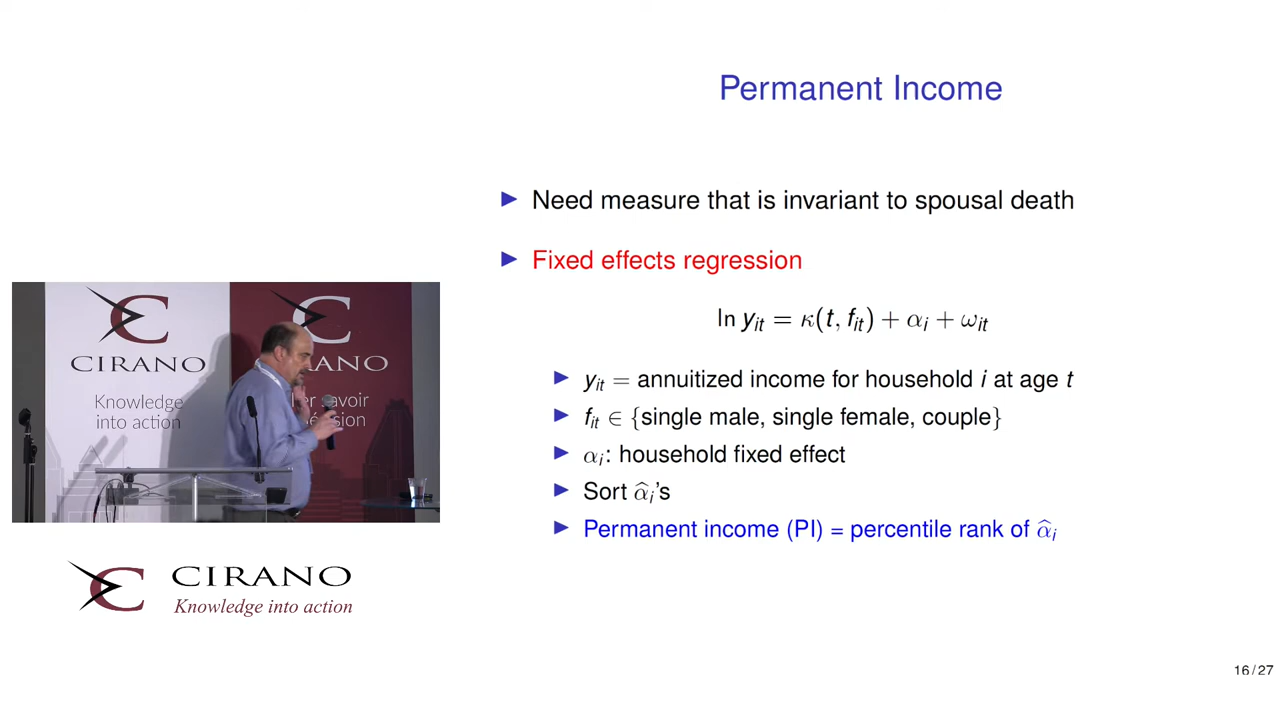 Permanent Income
▶ Need measure that is invariant to spousal death
▶ Fixed effects regression
ln y_it = κ(t, f_it) + α_i + ω_it
▶ y_it = annuitized income for household i at age t
▶ f_it ∈ {single male, single female, couple}
▶ α_i: household fixed effect
▶ Sort α̂_i's
▶ Permanent income (PI) = percentile rank of α̂_i
CIRANO
Knowledge
into action
RANO
savoir
CIRANO
Knowledge into action
16/27